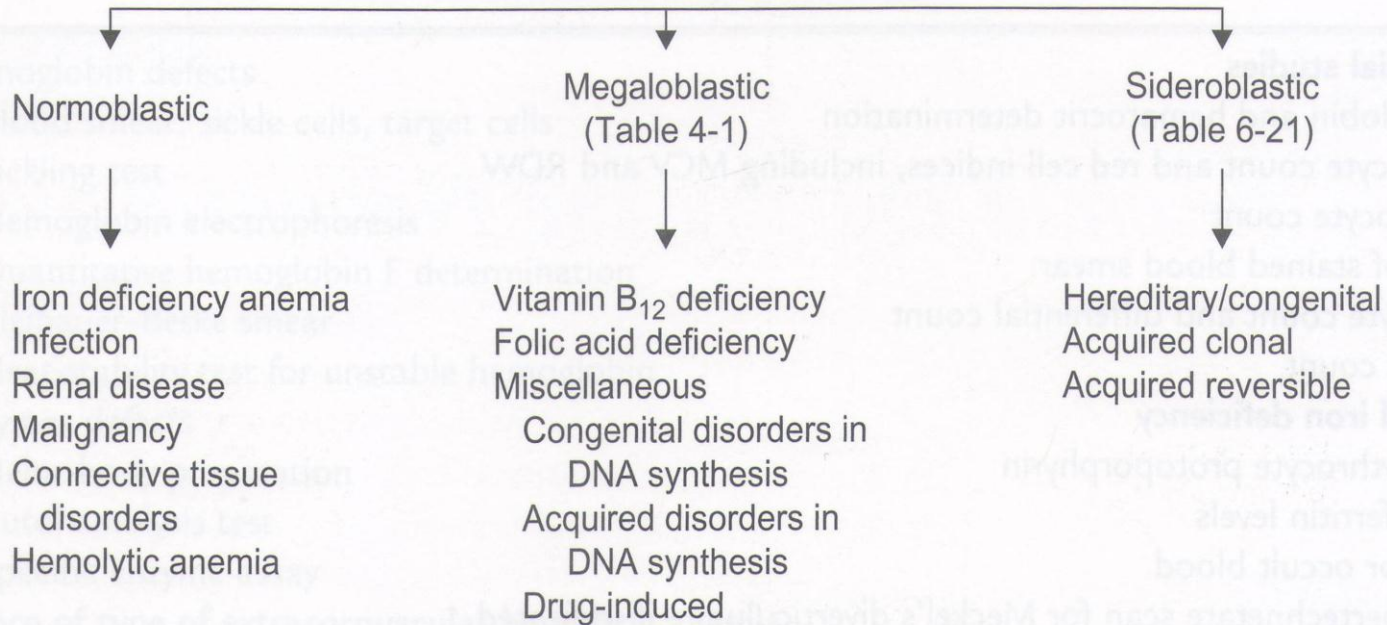 Normoblastic
Megaloblastic
(Table 4-1)
Sideroblastic
(Table 6-21)
Iron deficiency anemia
Infection
Renal disease
Malignancy
Connective tissue
disorders
Hemolytic anemia
Vitamin B12 deficiency
Folic acid deficiency
Miscellaneous
Congenital disorders in
DNA synthesis
Acquired disorders in
DNA synthesis
Drug-induced
Hereditary/congenital
Acquired clonal
Acquired reversible